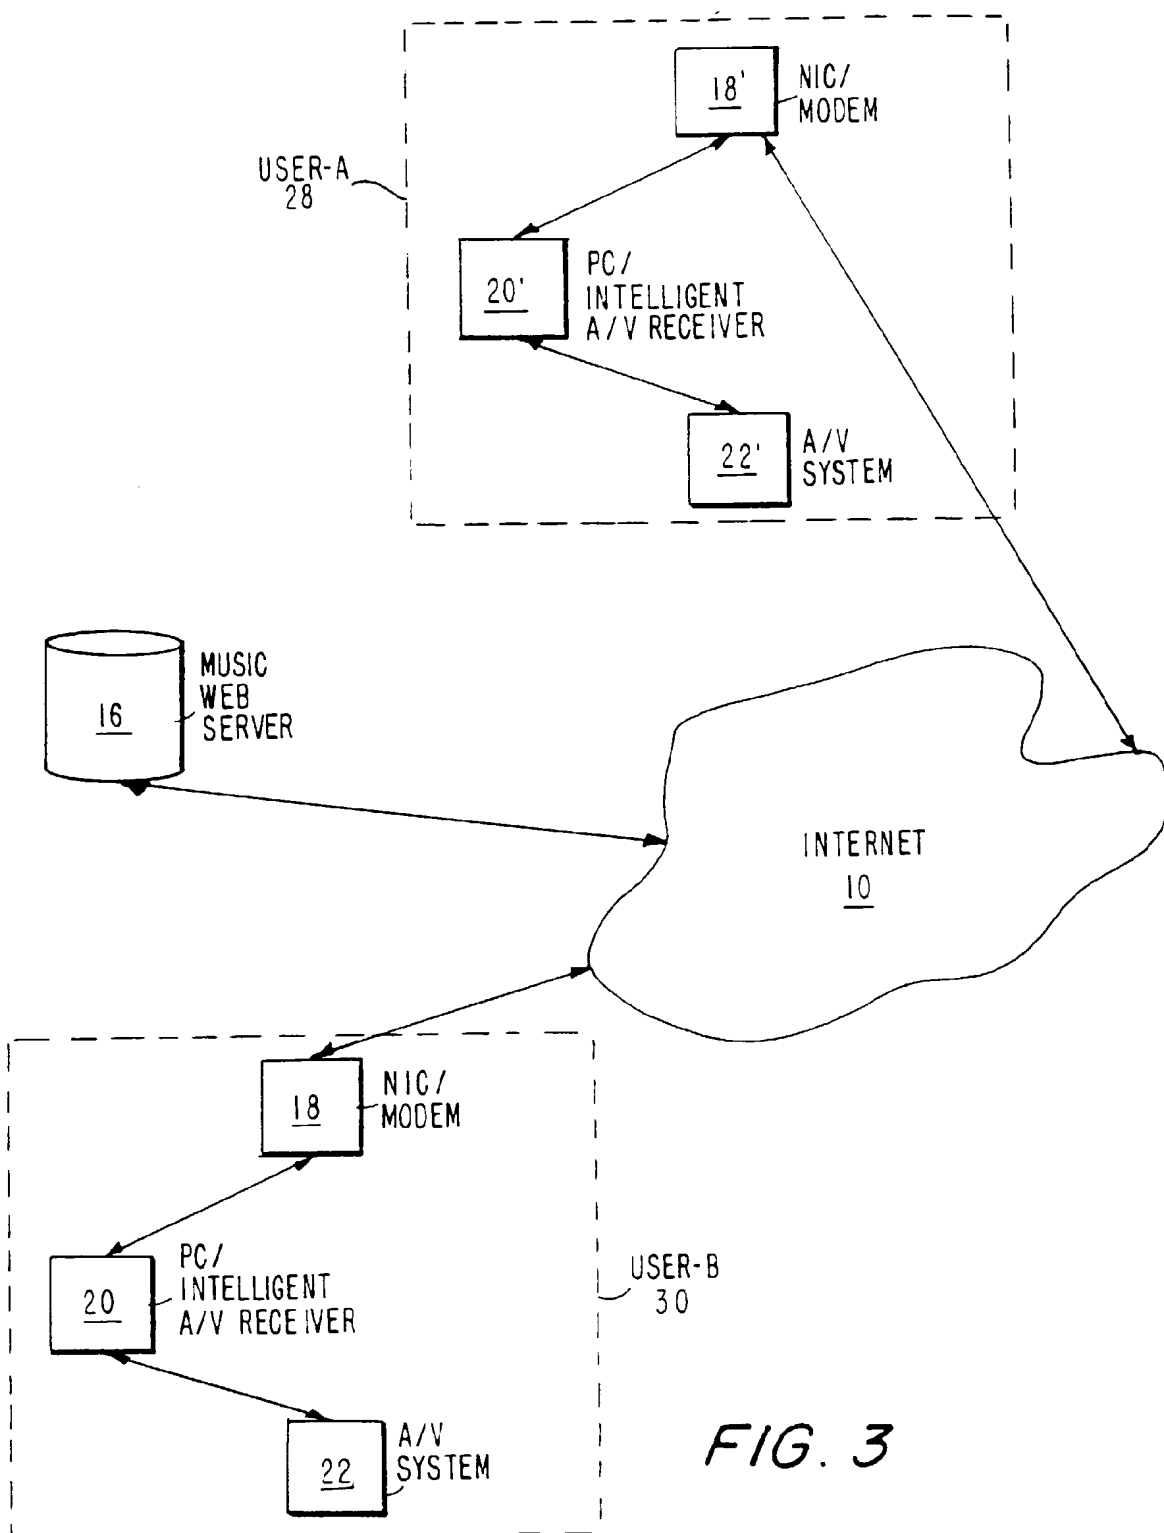 18'
NIC/
MODEM
USER-A
28
20'
PC/
INTELLIGENT
A/V RECEIVER
22'
A/V
SYSTEM
16
MUSIC
WEB
SERVER
INTERNET
10
18
NIC/
MODEM
20
PC/
INTELLIGENT
A/V RECEIVER
USER-B
30
22
A/V
SYSTEM
FIG. 3